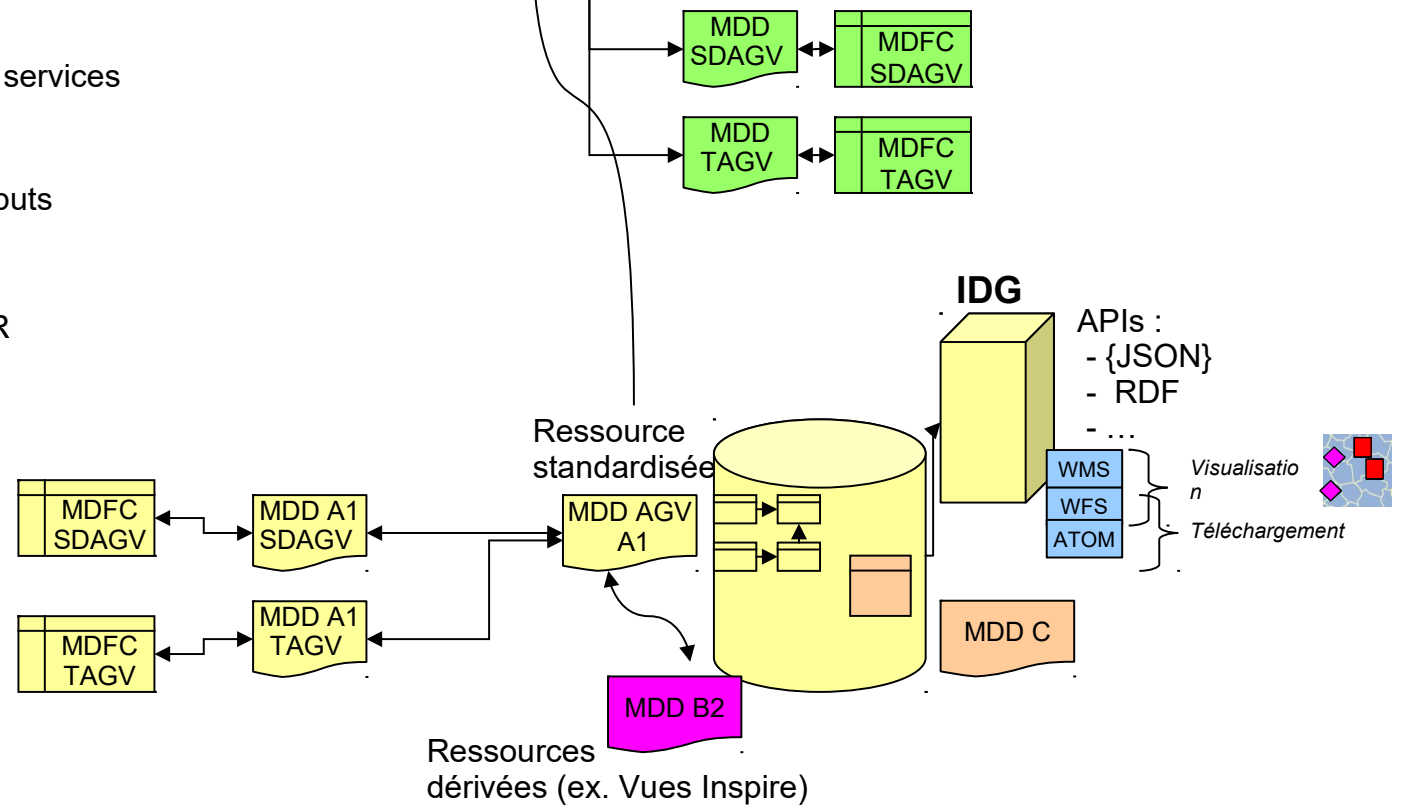 MDD
SDAGV
MDFC
SDAGV
services
MDD
TAGV
MDFC
TAGV
outs
R
IDG
APIs :
- {JSON}
- RDF
- ...
Ressource
standardisée
WMS
WFS
ATOM
Visualisatio
n
Téléchargement
MDFC
SDAGV
MDD A1
SDAGV
MDD AGV
A1
MDFC
TAGV
MDD A1
TAGV
MDD C
MDD B2
Ressources
dérivées (ex. Vues Inspire)